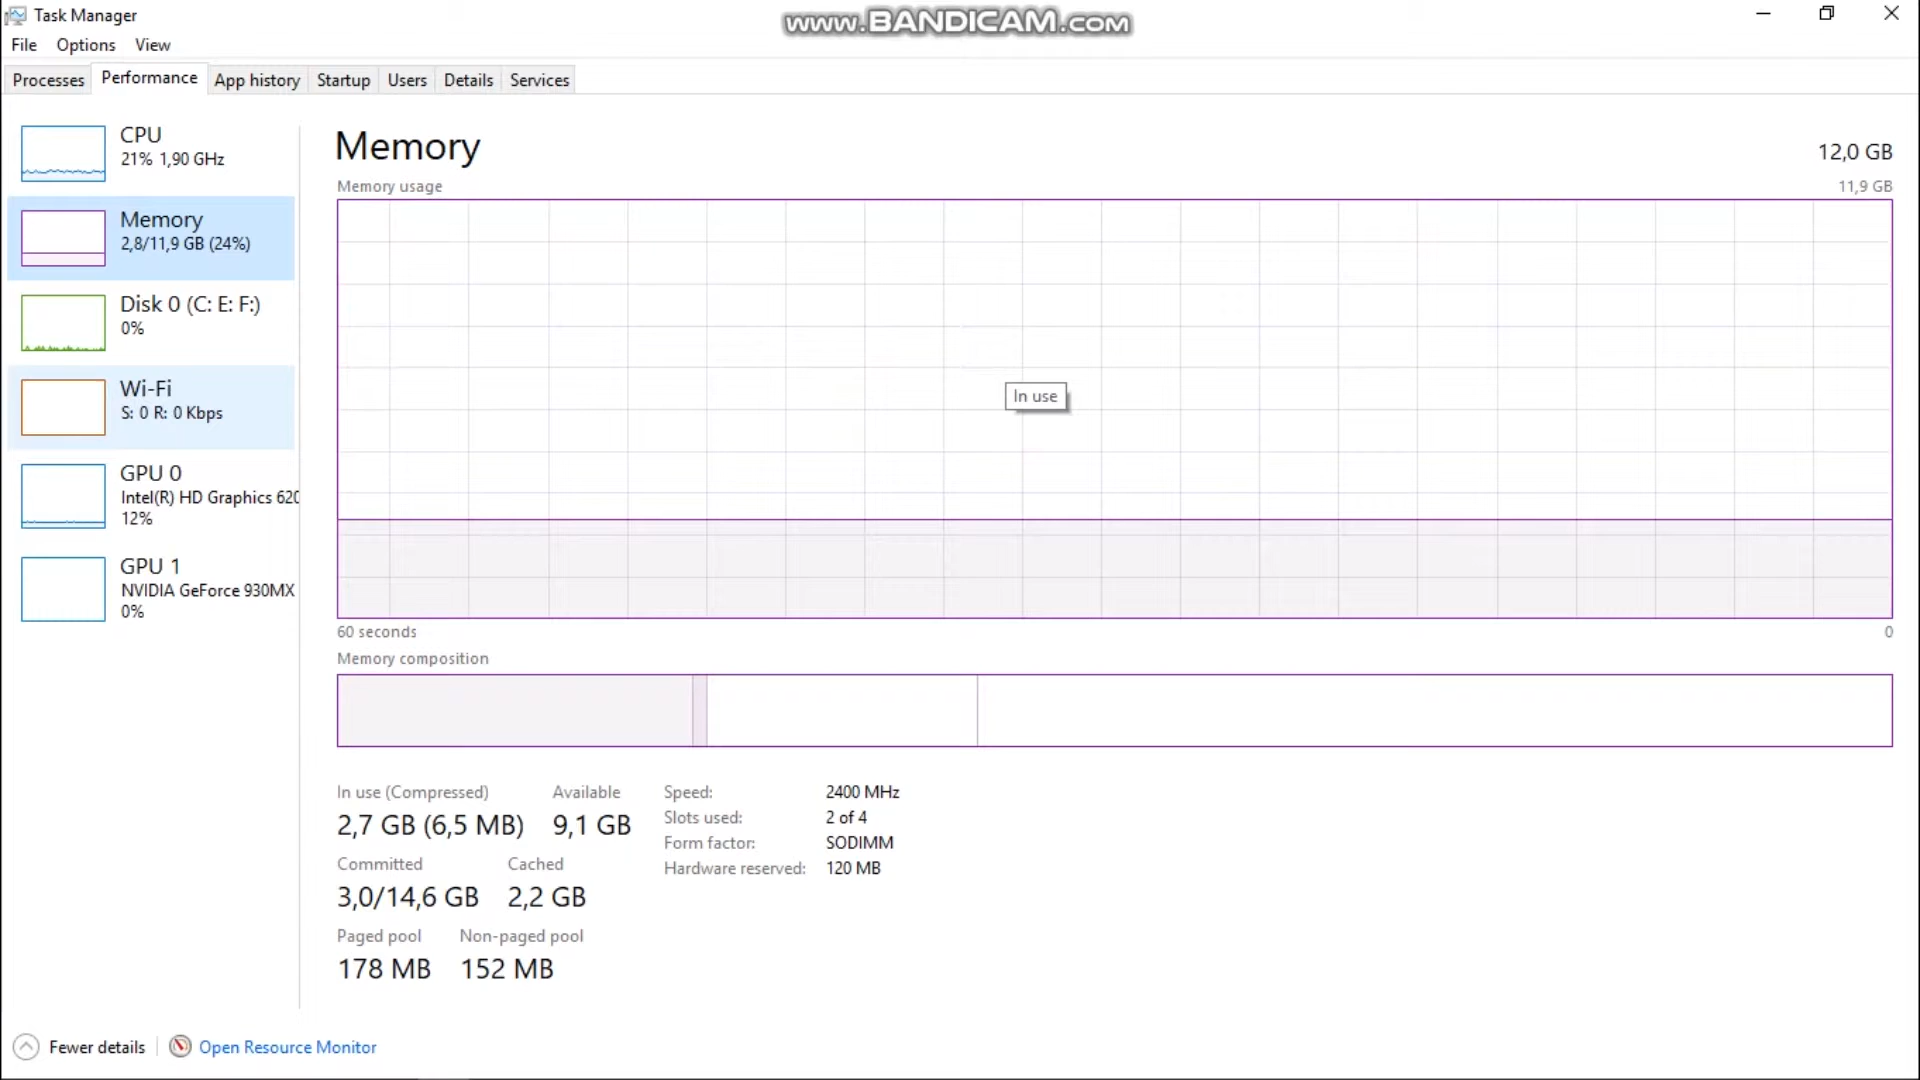 Task Manager
www.BANDICAM.com
File Options View
Processes Performance App history Startup Users Details Services
CPU
21% 1,90 GHz
Memory
2,8/11,9 GB (24%)
Disk 0 (C: E: F:)
0%
Wi-Fi
S: 0 R: 0 Kbps
GPU 0
Intel(R) HD Graphics 620
12%
GPU 1
NVIDIA GeForce 930MX
0%
Memory 12,0 GB
Memory usage 11,9 GB
In use
60 seconds 0
Memory composition
In use (Compressed) Available
2,7 GB (6,5 MB) 9,1 GB
Committed Cached
3,0/14,6 GB 2,2 GB
Paged pool Non-paged pool
178 MB 152 MB
Speed: 2400 MHz
Slots used: 2 of 4
Form factor: SODIMM
Hardware reserved: 120 MB
Fewer details Open Resource Monitor